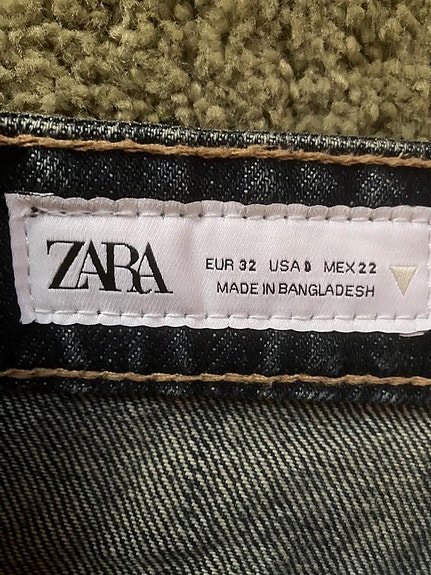 ZARA
EUR 32 USA 0 MEX 22
MADE IN BANGLADESH